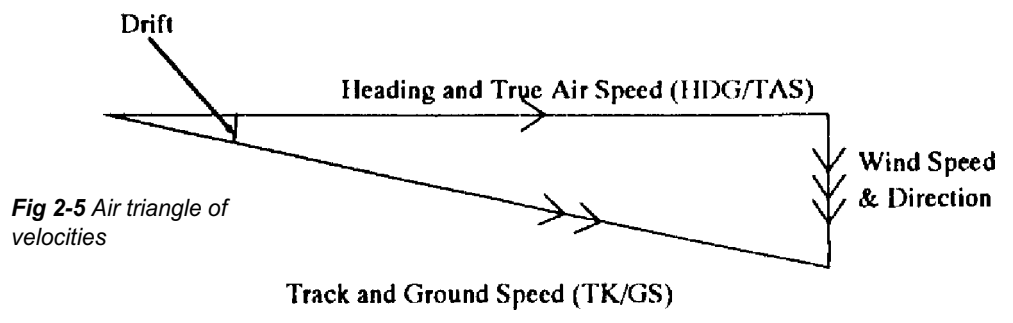 Drift
Heading and True Air Speed (HDG/TAS)
Wind Speed
& Direction
Fig 2-5 Air triangle of
velocities
Track and Ground Speed (TK/GS)